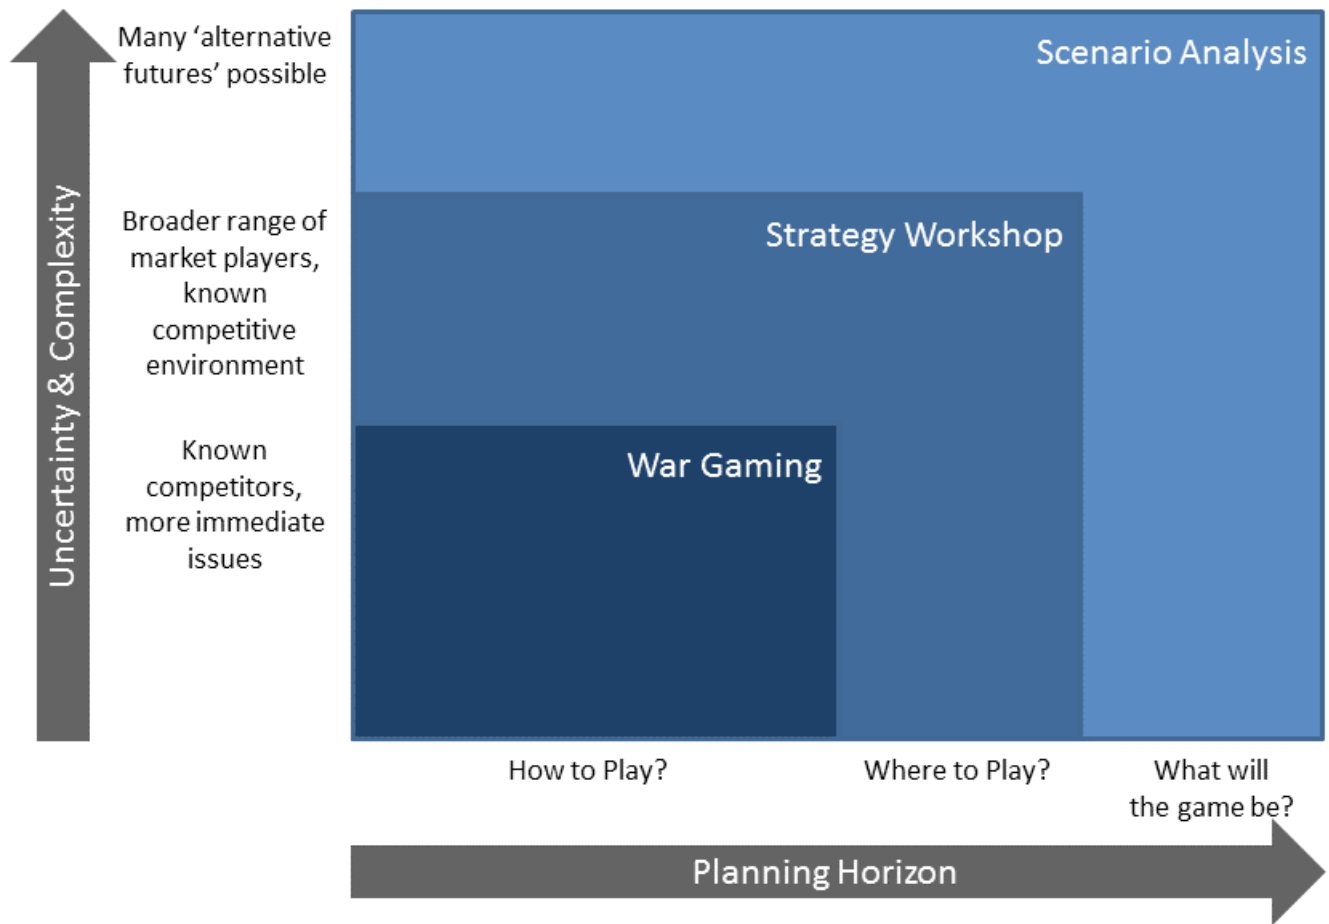 Many ‘alternative
futures’ possible
Scenario Analysis
Uncertainty & Complexity
Broader range of
market players,
known
competitive
environment
Strategy Workshop
Known
competitors,
more immediate
issues
War Gaming
How to Play?
Where to Play?
What will
the game be?
Planning Horizon